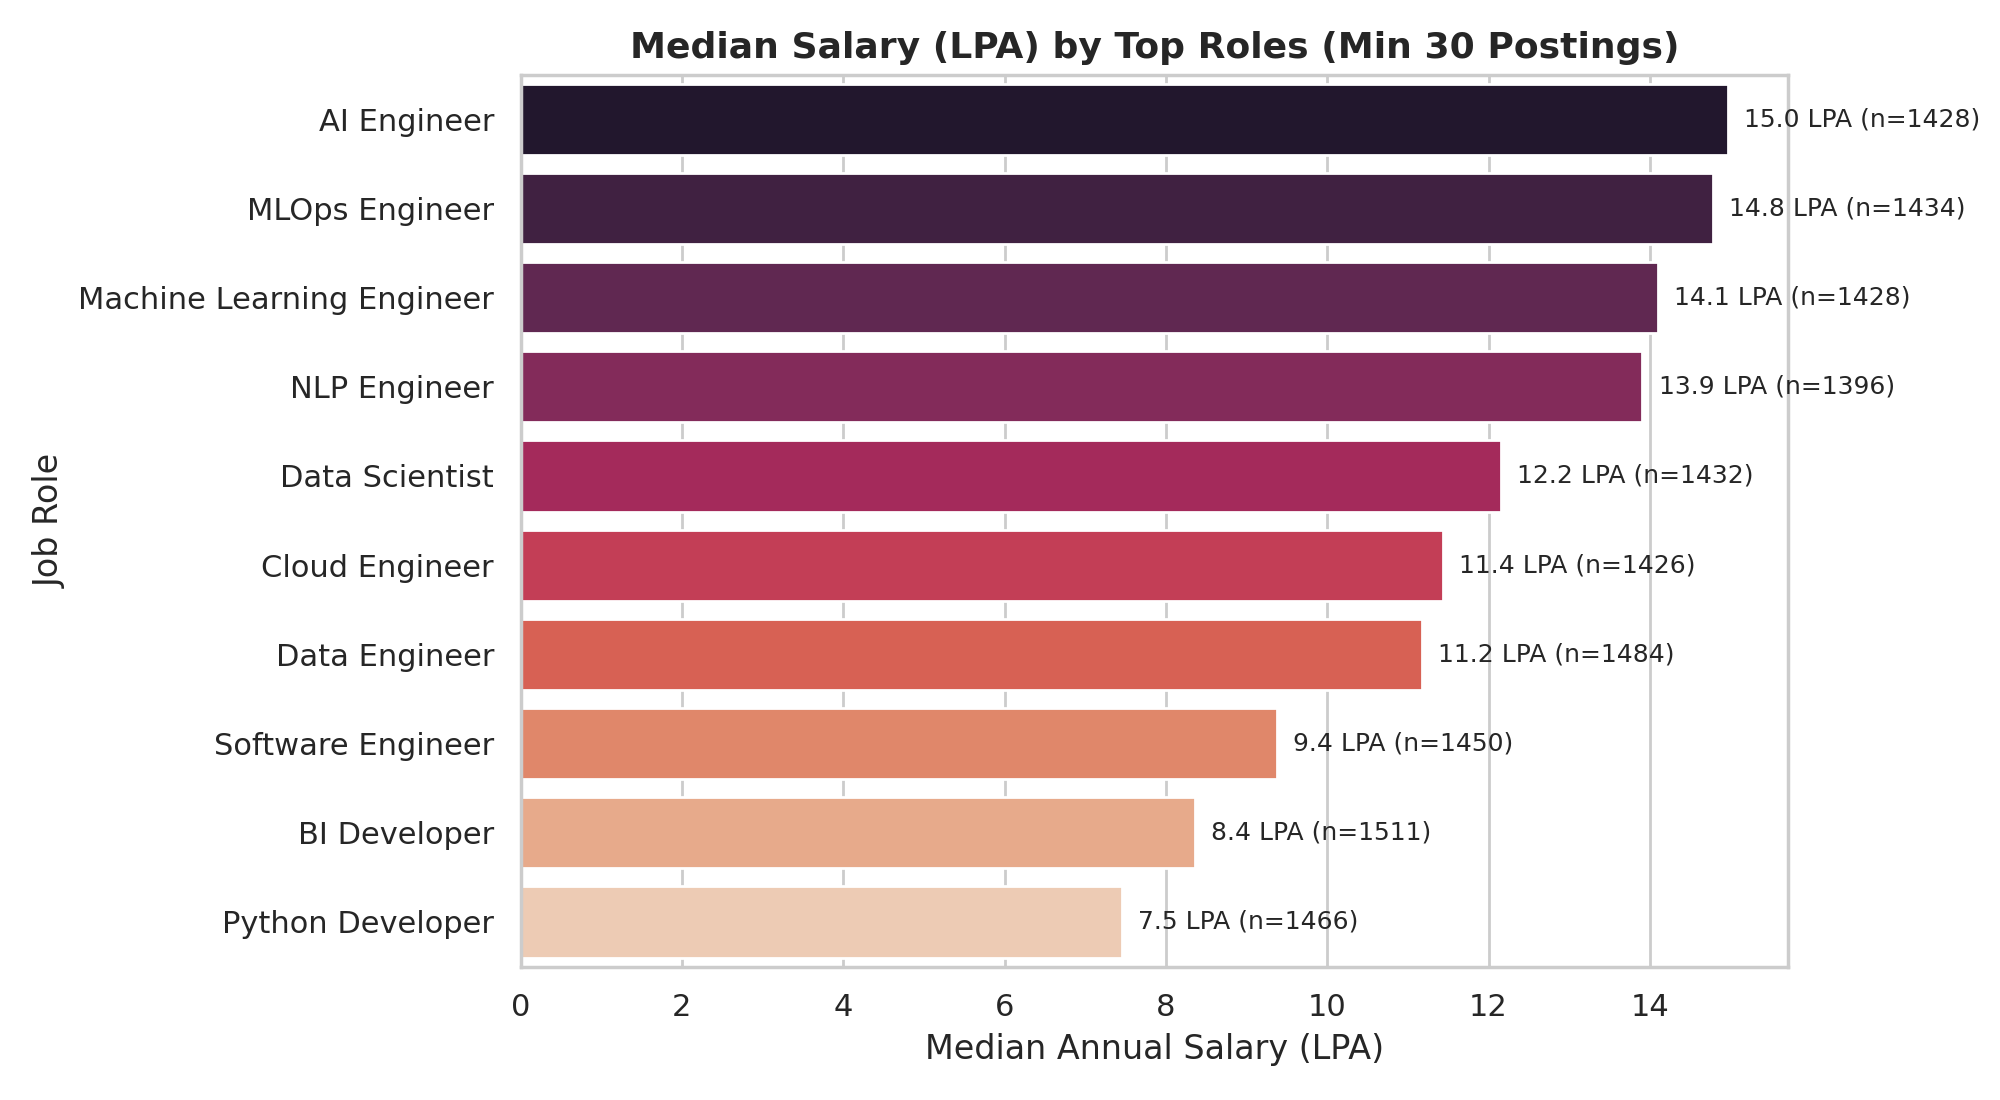 Median Salary (LPA) by Top Roles (Min 30 Postings)
AI Engineer 15.0 LPA (n=1428)
MLOps Engineer 14.8 LPA (n=1434)
Machine Learning Engineer 14.1 LPA (n=1428)
NLP Engineer 13.9 LPA (n=1396)
Data Scientist 12.2 LPA (n=1432)
Cloud Engineer 11.4 LPA (n=1426)
Data Engineer 11.2 LPA (n=1484)
Software Engineer 9.4 LPA (n=1450)
BI Developer 8.4 LPA (n=1511)
Python Developer 7.5 LPA (n=1466)
Job Role
0 2 4 6 8 10 12 14
Median Annual Salary (LPA)